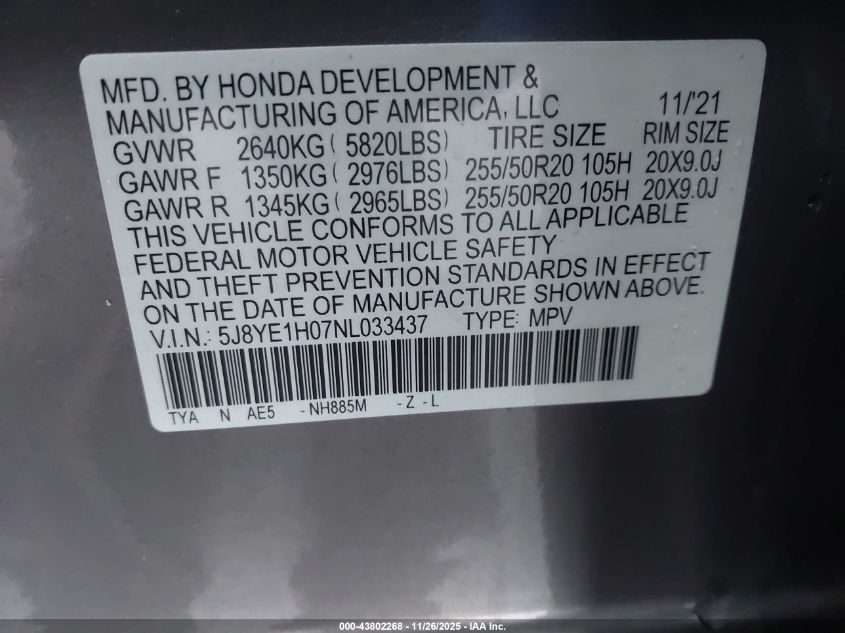 MFD. BY HONDA DEVELOPMENT &
MANUFACTURING OF AMERICA, LLC 11/'21
GVWR 2640KG ( 5820LBS) TIRE SIZE RIM SIZE
GAWR F 1350KG ( 2976LBS) 255/50R20 105H 20X9.0J
GAWR R 1345KG ( 2965LBS) 255/50R20 105H 20X9.0J
THIS VEHICLE CONFORMS TO ALL APPLICABLE
FEDERAL MOTOR VEHICLE SAFETY
AND THEFT PREVENTION STANDARDS IN EFFECT
ON THE DATE OF MANUFACTURE SHOWN ABOVE.
V.I.N.: 5J8YE1H07NL033437 TYPE: MPV
TYA N AE5 -NH885M -Z -L
000-43802268 - 11/26/2025 - IAA Inc.